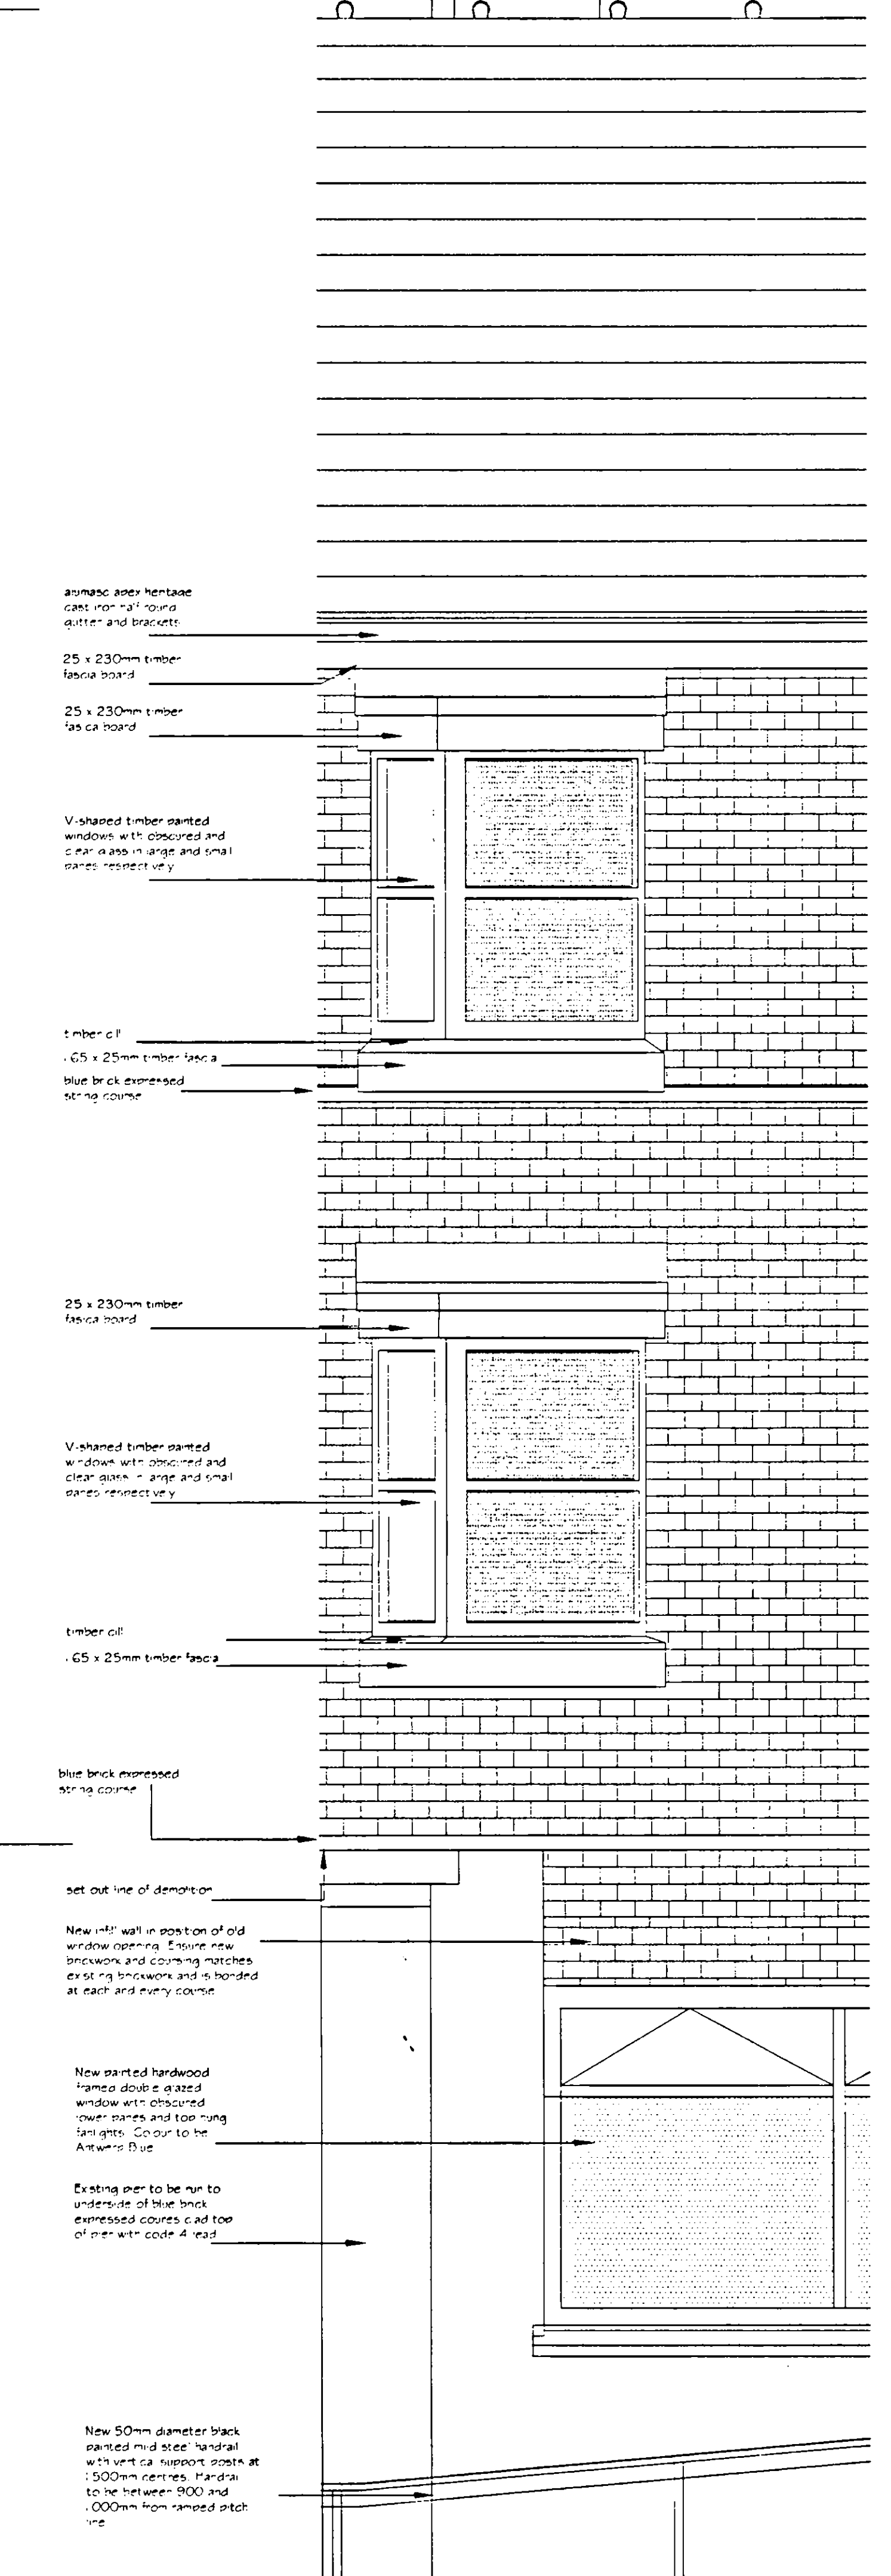 alumasc apex heritage
cast iron half round
gutter and brackets
25 x 230mm timber
fascia board
25 x 230mm timber
fasica board
V-shaped timber painted
windows with obscured and
clear glass in large and small
panes respectively
timber cill
165 x 25mm timber fascia
blue brick expressed
string course
25 x 230mm timber
fasica board
V-shaped timber painted
windows with obscured and
clear glass in large and small
panes respectively
timber cill
165 x 25mm timber fascia
blue brick expressed
string course
set out line of demolition
New infill wall in position of old
window opening. Ensure new
brickwork and coursing matches
existing brickwork and is bonded
at each and every course
New painted hardwood
framed double glazed
window with obscured
lower panes and top hung
fanlights. Colour to be
Antwerp Blue
Existing pier to be run to
underside of blue brick
expressed coures clad top
of pier with code 4 lead
New 50mm diameter black
painted mild steel handrail
with vertical support posts at
1500mm centres. Handrail
to be between 900 and
1000mm from ramped pitch
line